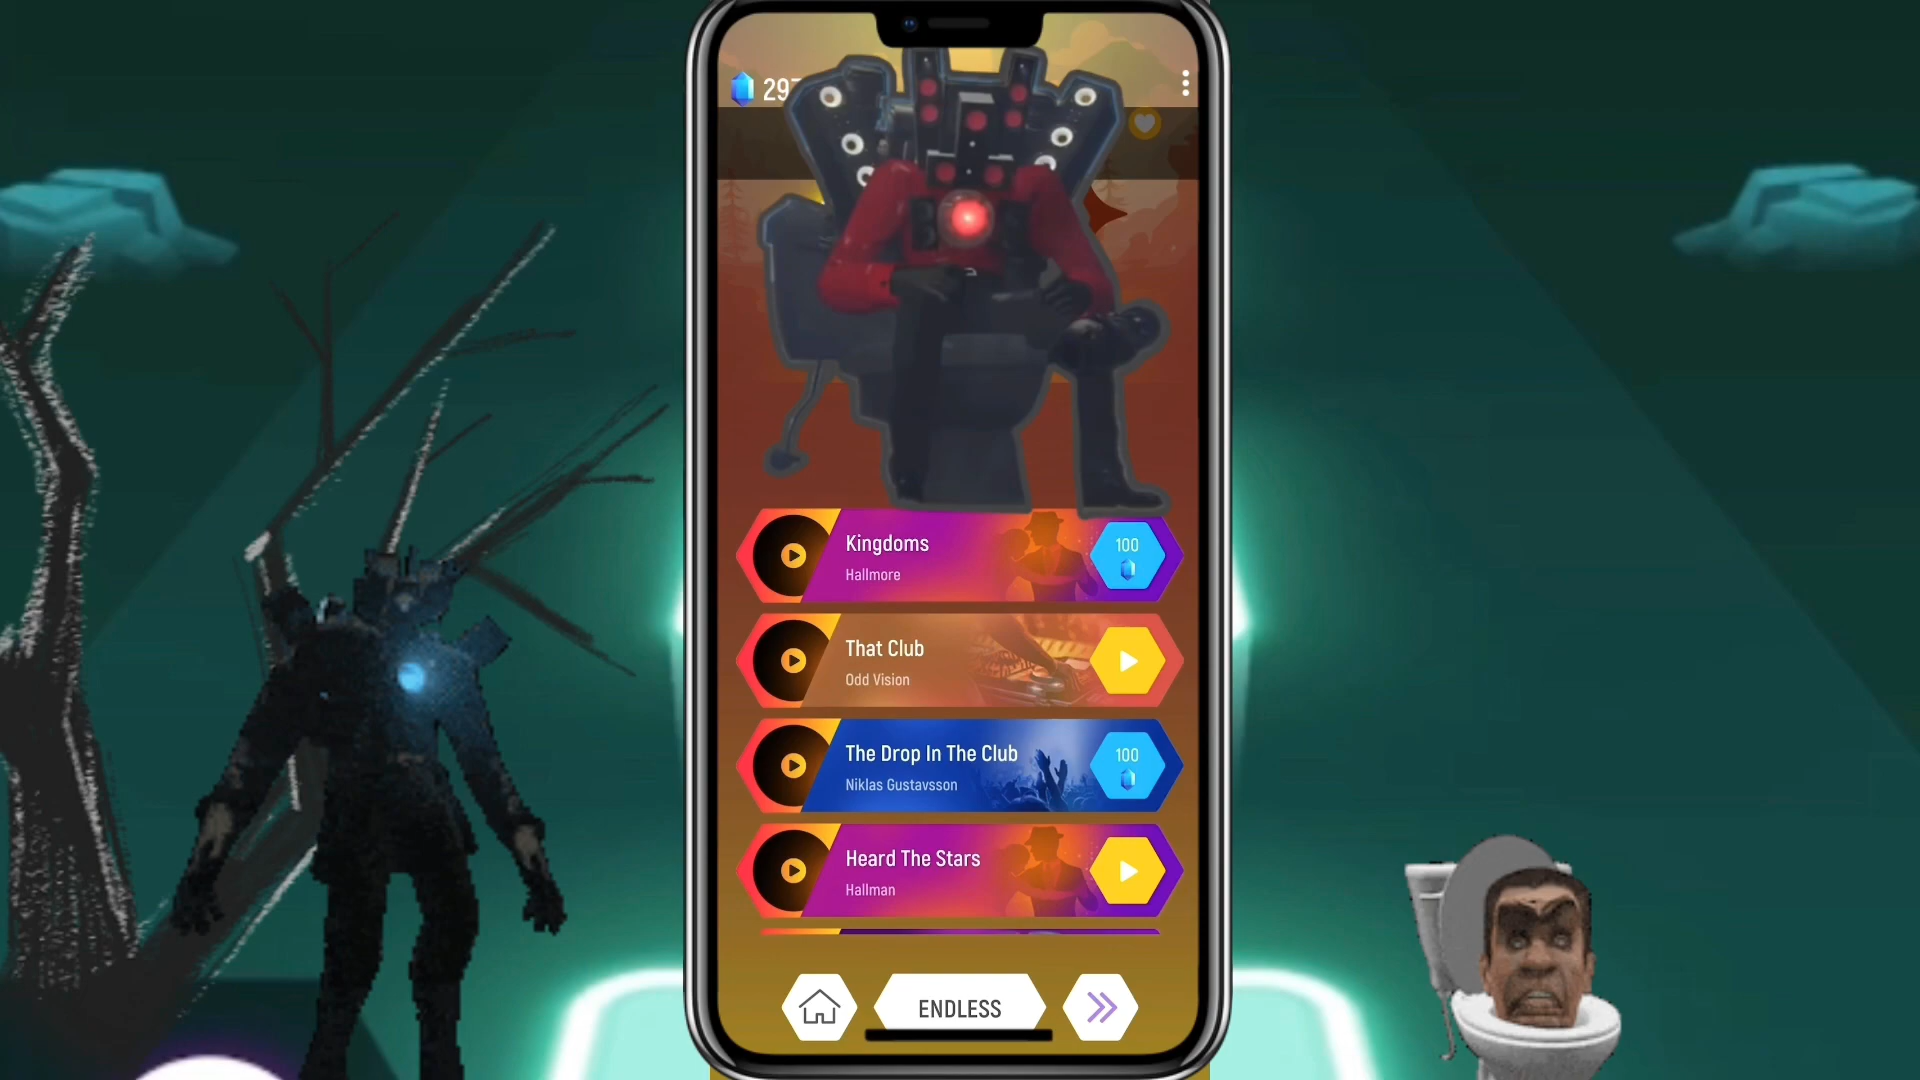 Kingdoms
Hallmore
100
That Club
Odd Vision
The Drop In The Club
Niklas Gustavsson
100
Heard The Stars
Hallman
ENDLESS